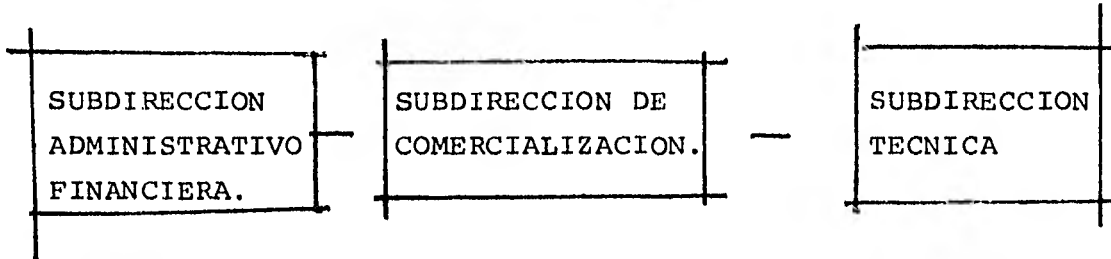 SUBDIRECCION
ADMINISTRATIVO
FINANCIERA.
SUBDIRECCION DE
COMERCIALIZACION.
SUBDIRECCION
TECNICA